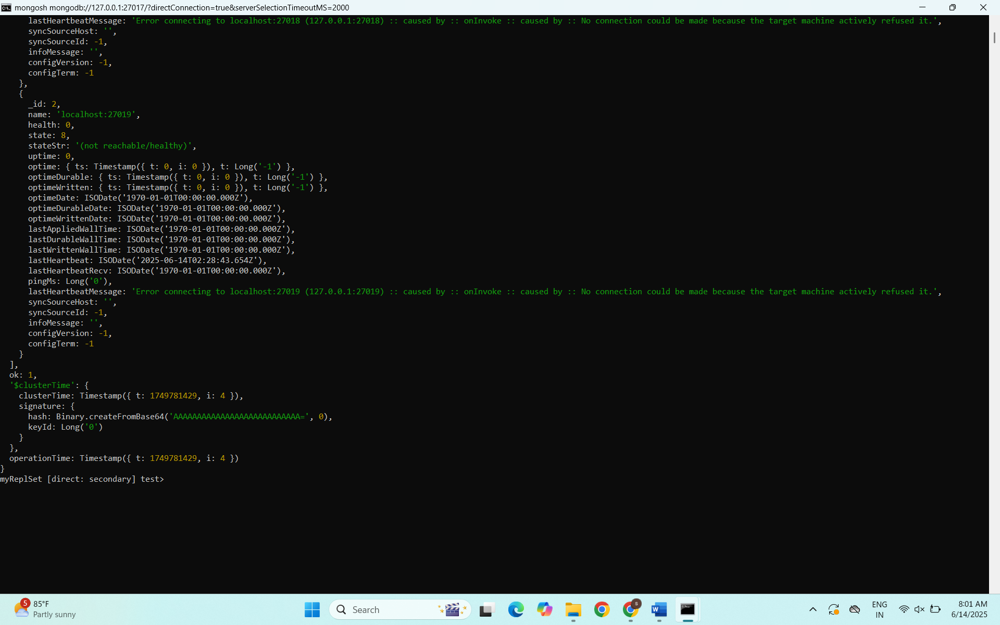 mongosh mongodb://127.0.0.1:27017/?directConnection=true&serverSelectionTimeoutMS=2000
lastHeartbeatMessage: 'Error connecting to localhost:27018 (127.0.0.1:27018) :: caused by :: onInvoke :: caused by :: No connection could be made because the target machine actively refused it.',
syncSourceHost: '',
syncSourceId: -1,
infoMessage: '',
configVersion: -1,
configTerm: -1
},
{
_id: 2,
name: 'localhost:27019',
health: 0,
state: 8,
stateStr: '(not reachable/healthy)',
uptime: 0,
optime: { ts: Timestamp({ t: 0, i: 0 }), t: Long('-1') },
optimeDurable: { ts: Timestamp({ t: 0, i: 0 }), t: Long('-1') },
optimeWritten: { ts: Timestamp({ t: 0, i: 0 }), t: Long('-1') },
optimeDate: ISODate('1970-01-01T00:00:00.000Z'),
optimeDurableDate: ISODate('1970-01-01T00:00:00.000Z'),
optimeWrittenDate: ISODate('1970-01-01T00:00:00.000Z'),
lastAppliedWallTime: ISODate('1970-01-01T00:00:00.000Z'),
lastDurableWallTime: ISODate('1970-01-01T00:00:00.000Z'),
lastWrittenWallTime: ISODate('1970-01-01T00:00:00.000Z'),
lastHeartbeat: ISODate('2025-06-14T02:28:43.654Z'),
lastHeartbeatRecv: ISODate('1970-01-01T00:00:00.000Z'),
pingMs: Long('0'),
lastHeartbeatMessage: 'Error connecting to localhost:27019 (127.0.0.1:27019) :: caused by :: onInvoke :: caused by :: No connection could be made because the target machine actively refused it.',
syncSourceHost: '',
syncSourceId: -1,
infoMessage: '',
configVersion: -1,
configTerm: -1
}
],
ok: 1,
'$clusterTime': {
clusterTime: Timestamp({ t: 1749781429, i: 4 }),
signature: {
hash: Binary.createFromBase64('AAAAAAAAAAAAAAAAAAAAAAAAAAA=', 0),
keyId: Long('0')
}
},
operationTime: Timestamp({ t: 1749781429, i: 4 })
}
myReplSet [direct: secondary] test>
5
85°F
Partly sunny
Search
S
W
ENG
IN
8:01 AM
6/14/2025